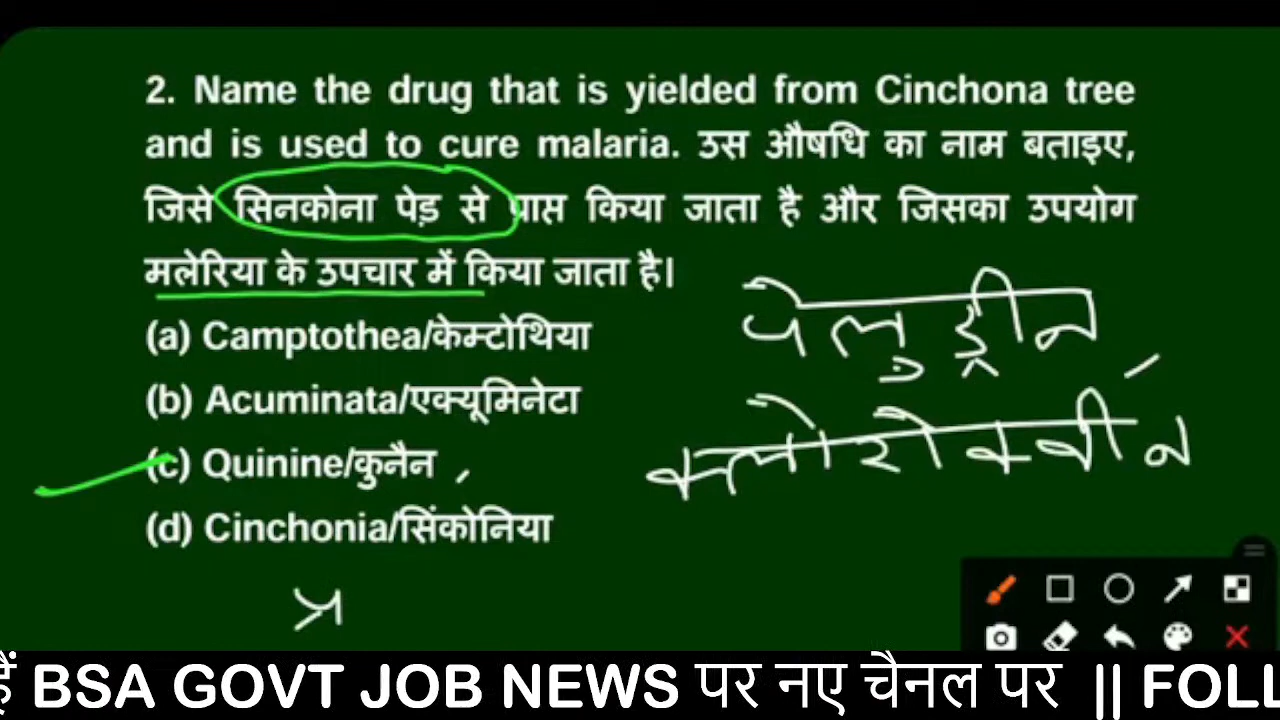 2. Name the drug that is yielded from Cinchona tree
and is used to cure malaria. उस औषधि का नाम बताइए,
जिसे सिनकोना पेड़ से प्राप्त किया जाता है और जिसका उपयोग
मलेरिया के उपचार में किया जाता है।
(a) Camptothea/केम्टोथिया
(b) Acuminata/एक्यूमिनेटा
(c) Quinine/कुनैन
(d) Cinchonia/सिंकोनिया
पेलुड्रीन
क्लोरोक्वीन
हैं BSA GOVT JOB NEWS पर नए चैनल पर || FOLL